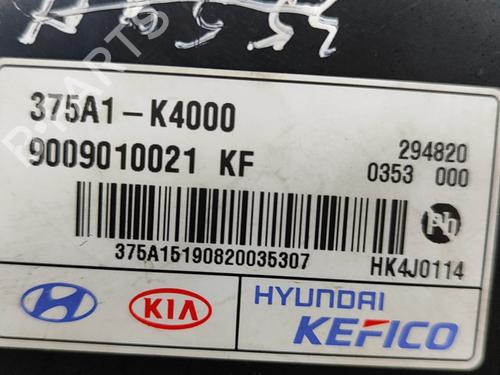 375A1-K4000
9009010021 KF
294820
0353 000
Pb
375A15190820035307
HK4J0114
KIA
HYUNDAI
KEFICO